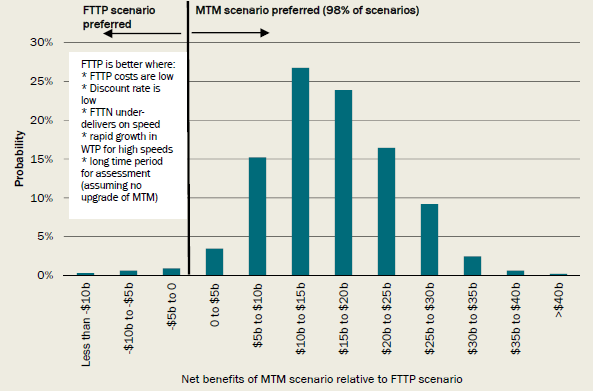 FTTP scenario
preferred
MTM scenario preferred (98% of scenarios)
30%
25%
20%
15%
10%
5%
0%
Probability
FTTP is better where:
* FTTP costs are low
* Discount rate is
low
* FTTN under-
delivers on speed
* rapid growth in
WTP for high speeds
* long time period
for assessment
(assuming no
upgrade of MTM)
Less than -$10b
-$10b to -$5b
-$5b to 0
0 to $5b
$5b to $10b
$10b to $15b
$15b to $20b
$20b to $25b
$25b to $30b
$30b to $35b
$35b to $40b
>$40b
Net benefits of MTM scenario relative to FTTP scenario